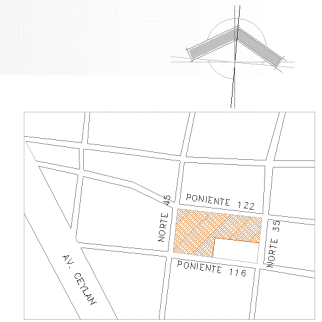 PONIENTE 122
NORTE 45
NORTE 35
PONIENTE 116
AV. CEYLAN